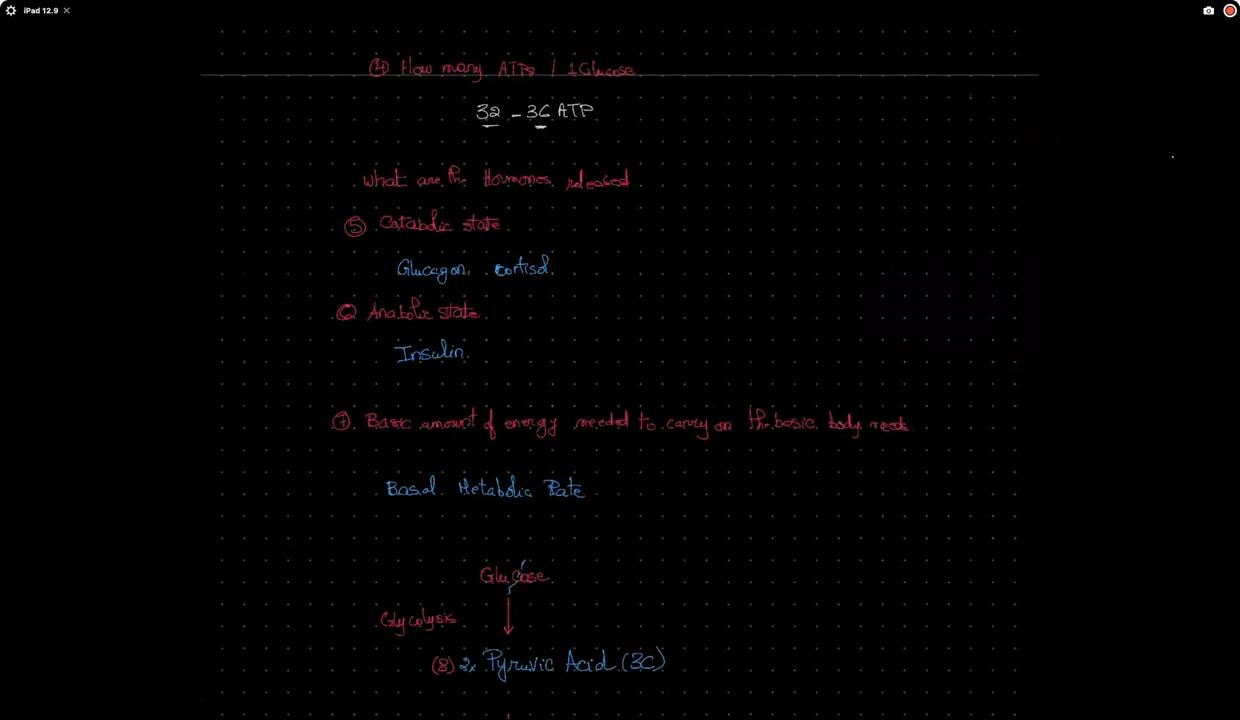 iPad 12.9
④ How many ATPs / 1 Glucose
32 - 36 ATP
What are the Hormones released
⑤ Catabolic state
Glucagon, cortisol
⑥ Anabolic state
Insulin
⑦ Basic amount of energy needed to carry on the basic body needs
Basal Metabolic Rate
Glucose
Glycolysis
(8) 2x Pyruvic Acid (3C)